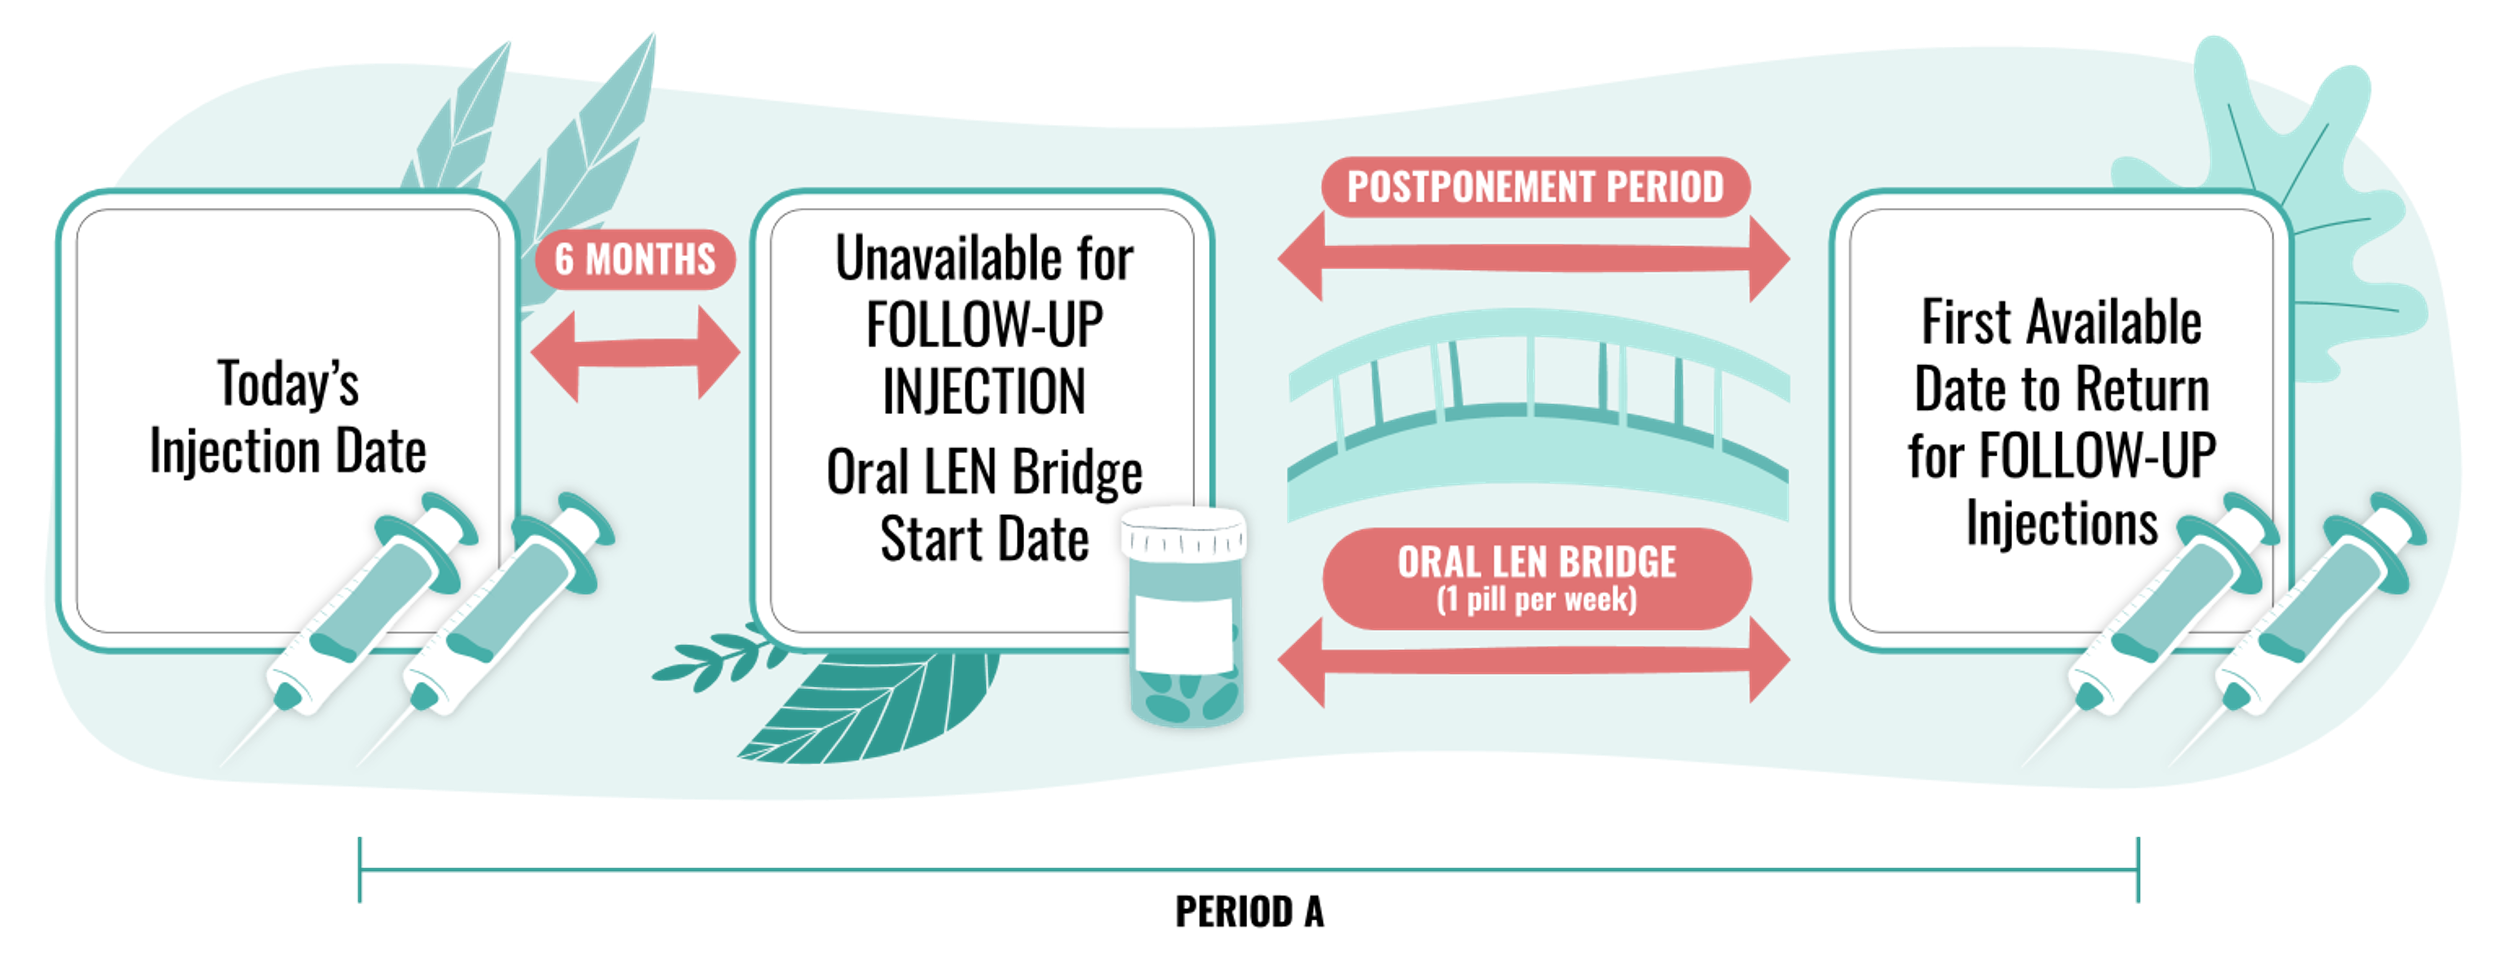 Today’s
Injection Date
6 MONTHS
Unavailable for
FOLLOW-UP
INJECTION
Oral LEN Bridge
Start Date
POSTPONEMENT PERIOD
ORAL LEN BRIDGE
(1 pill per week)
First Available
Date to Return
for FOLLOW-UP
Injections
PERIOD A